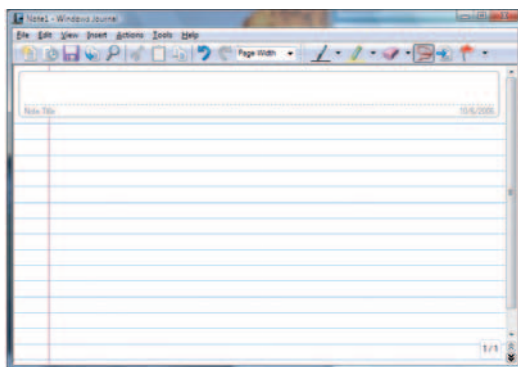 Note1 - Windows Journal
File Edit View Insert Actions Tools Help
Page Width
Note Title
10/6/2006
1/1